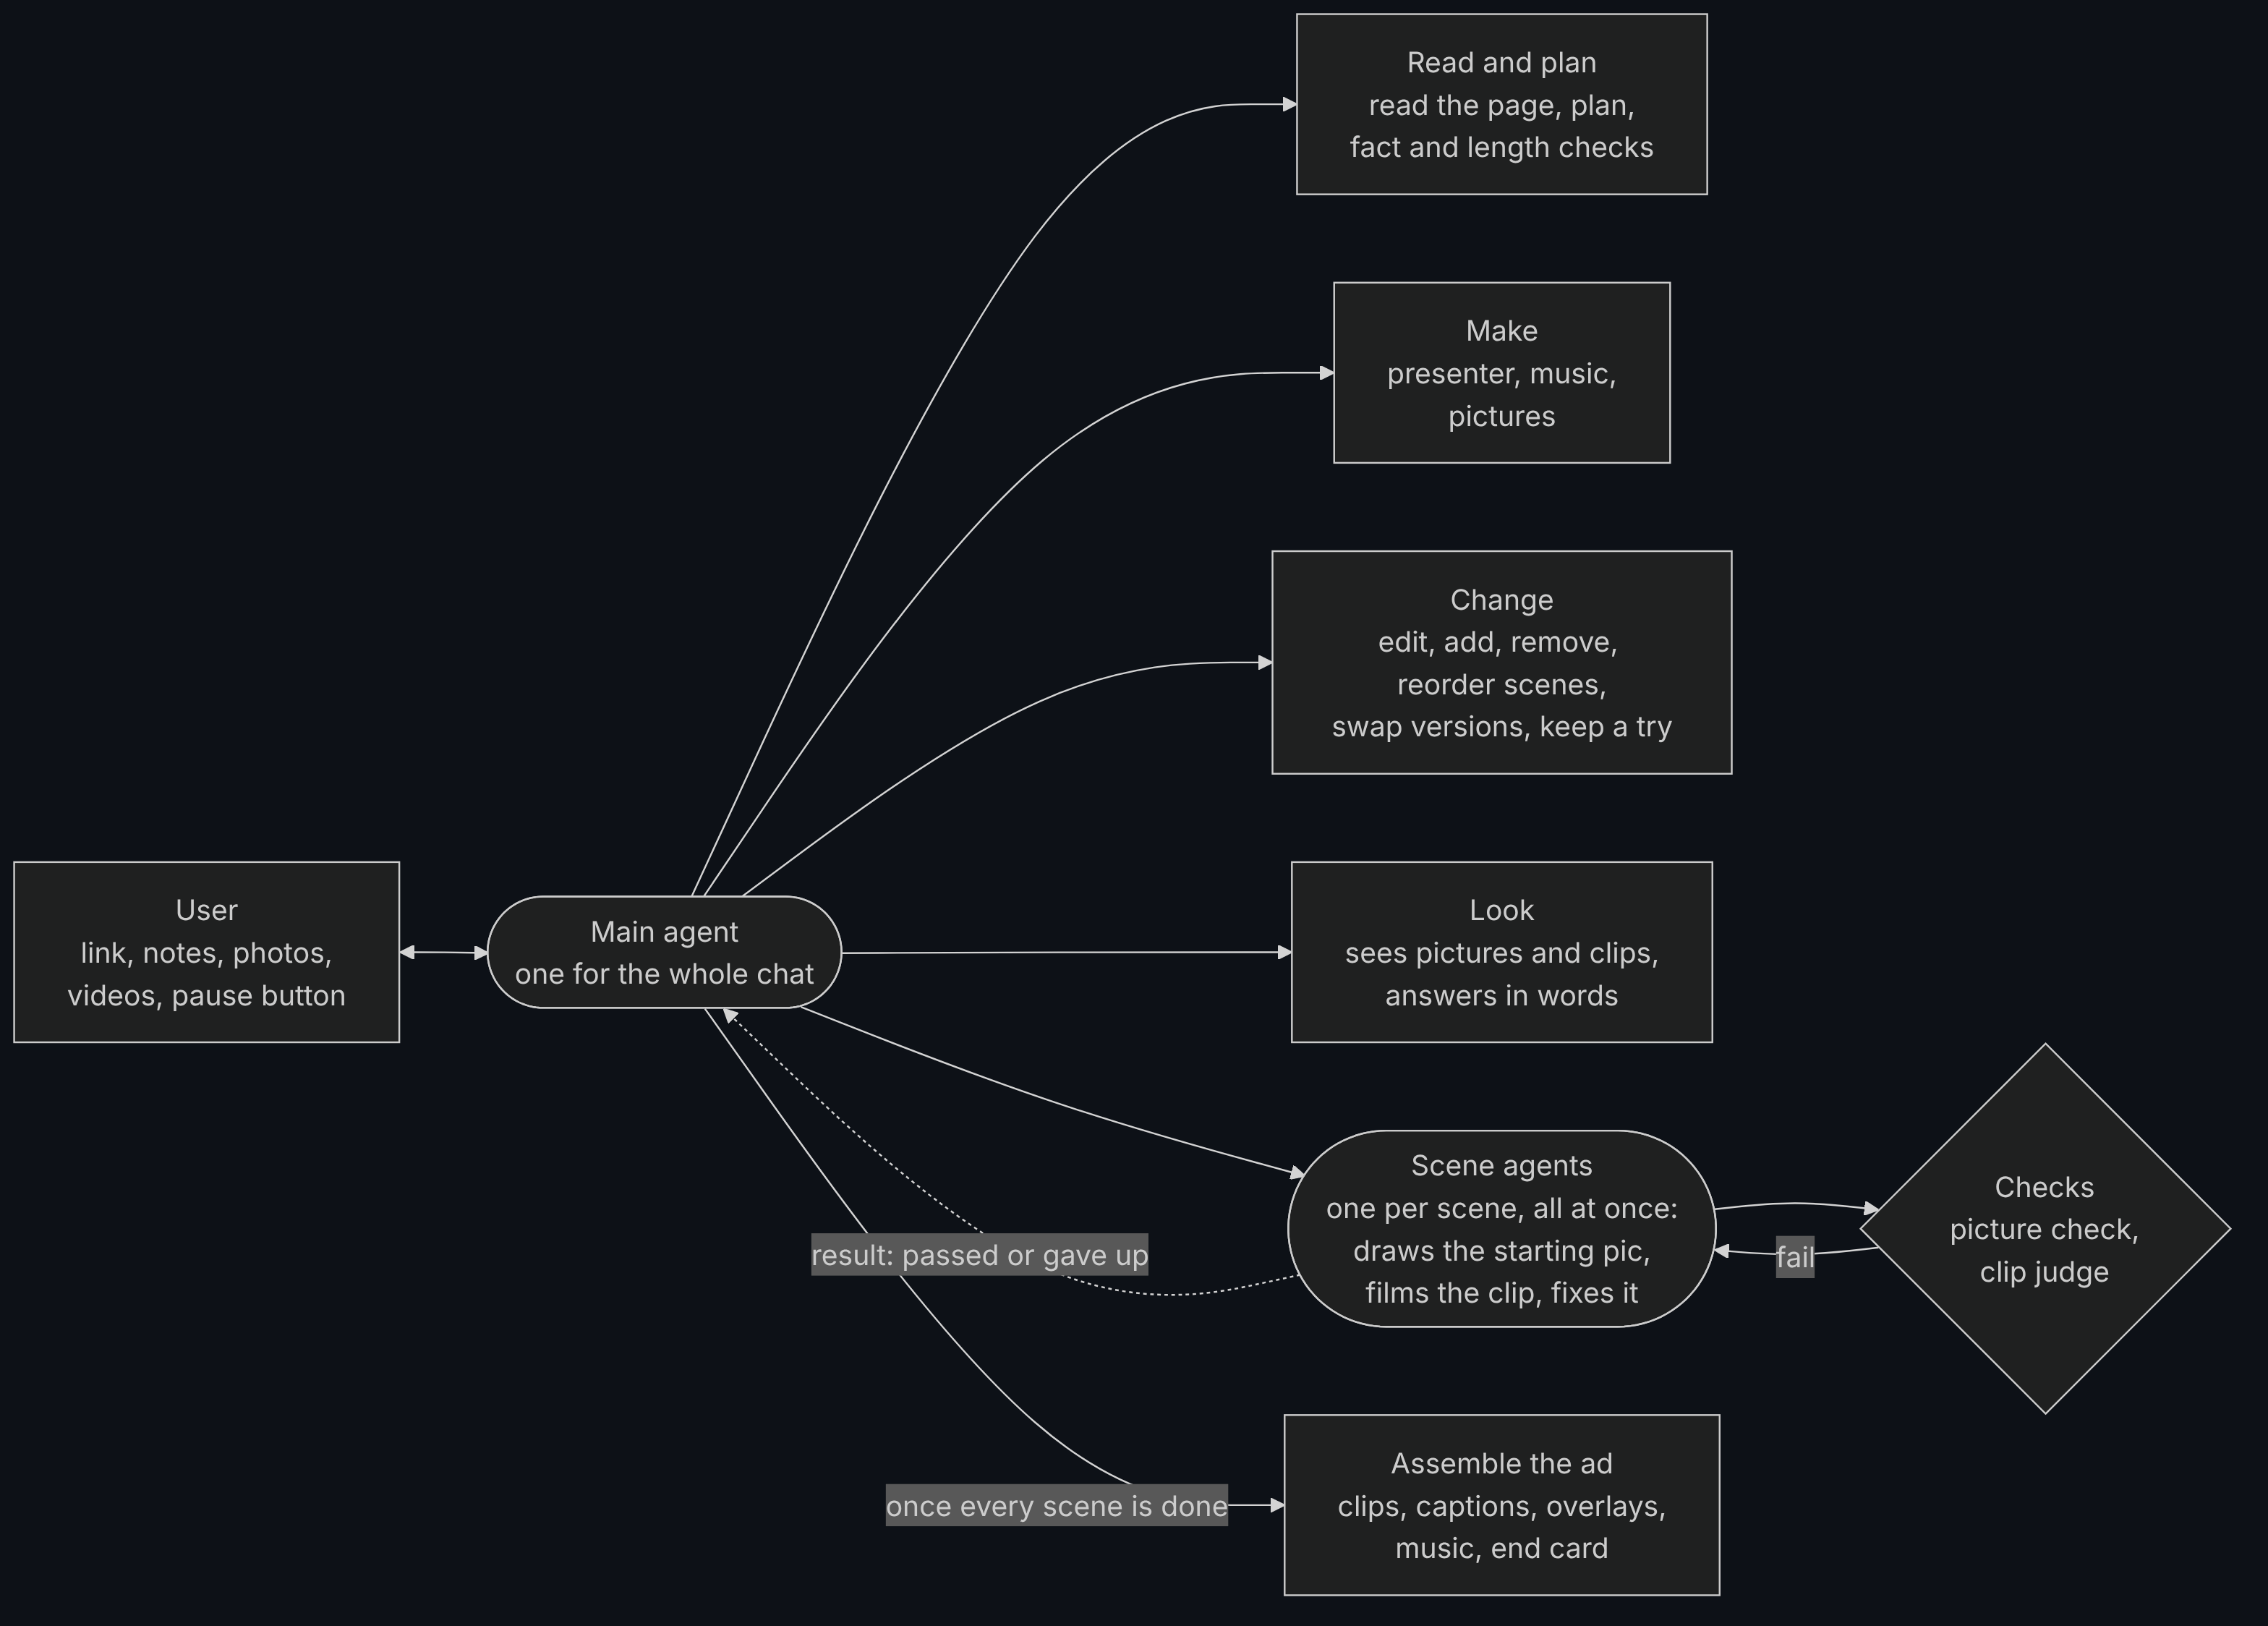 Read and plan
read the page, plan,
fact and length checks
Make
presenter, music,
pictures
Change
edit, add, remove,
reorder scenes,
swap versions, keep a try
User
link, notes, photos,
videos, pause button
Main agent
one for the whole chat
Look
sees pictures and clips,
answers in words
Scene agents
one per scene, all at once:
draws the starting pic,
films the clip, fixes it
Checks
picture check,
clip judge
result: passed or gave up
fail
Assemble the ad
clips, captions, overlays,
music, end card
once every scene is done